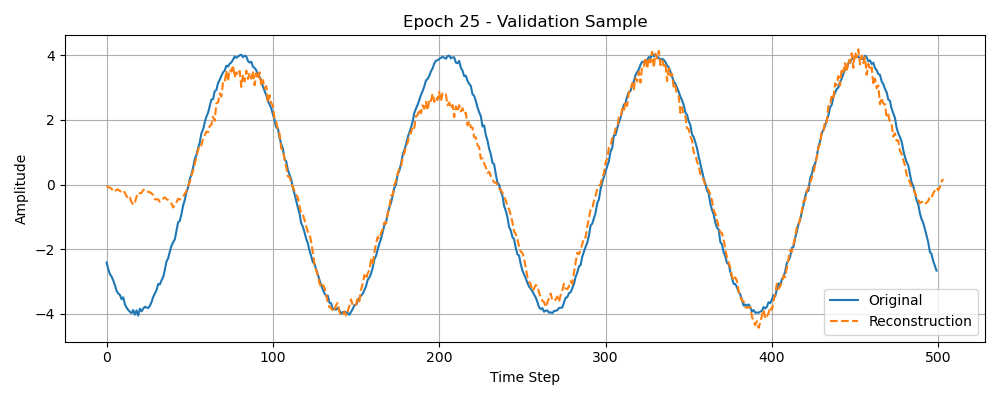 Epoch 25 - Validation Sample
Amplitude
4
2
0
−2
−4
0 100 200 300 400 500
Time Step
Original
Reconstruction